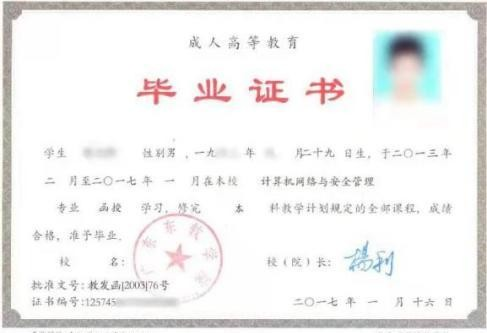 成人高等教育
毕业证书
学生 性别男，一九 年 月二十九日生，于二〇一三年
二 月至二〇一七年 一 月在本校 计算机网络与安全管理
专业 函授 学习，修完 本 科教学计划规定的全部课程，成绩
合格，准予毕业。
校 名： 校（院）长： 杨利
批准文号：教发函[2003]76号
证书编号：125745
二〇一七年 一 月十六日